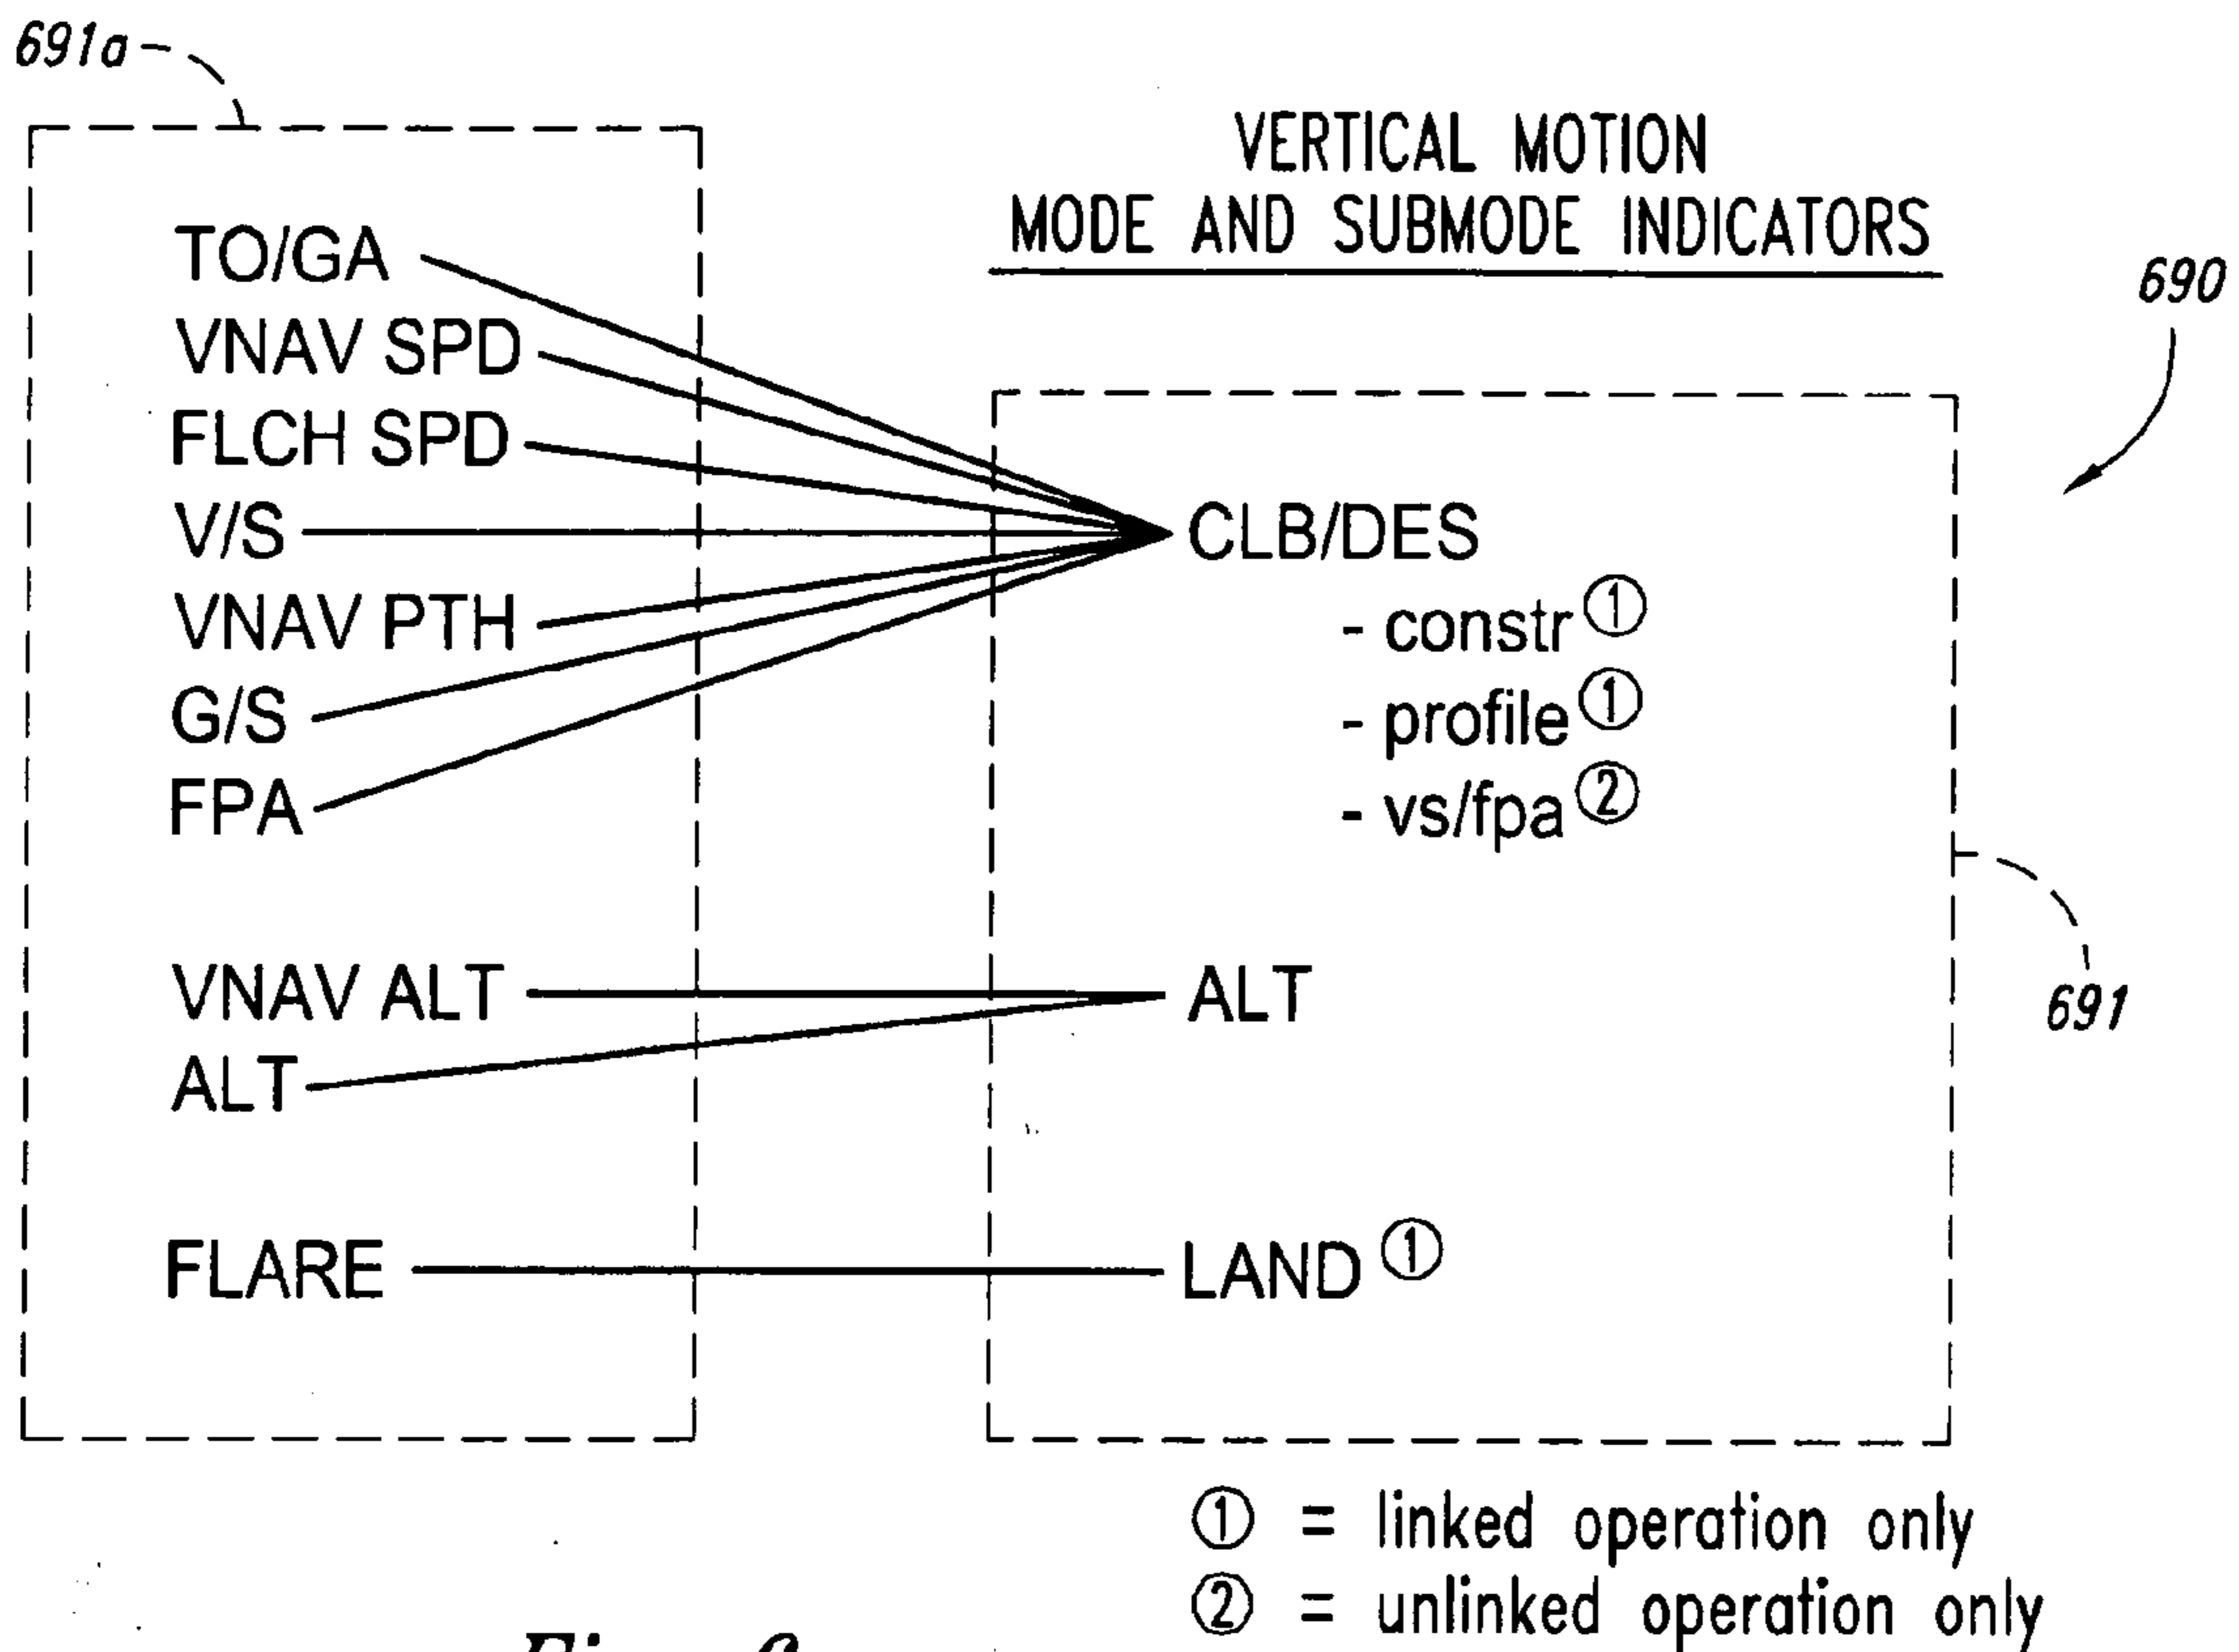 691a
VERTICAL MOTION
MODE AND SUBMODE INDICATORS
690
TO/GA
VNAV SPD
FLCH SPD
V/S
VNAV PTH
G/S
FPA
VNAV ALT
ALT
FLARE
CLB/DES
- constr ①
- profile ①
- vs/fpa ②
ALT
LAND ①
691
① = linked operation only
② = unlinked operation only